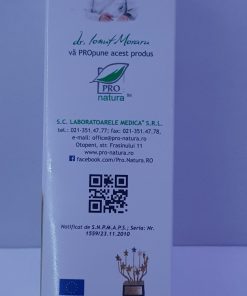 dr. Ionuț Moraru
vă PROpune acest produs
PRO
natura
S.C. LABORATOARELE MEDICA® S.R.L.
tel.: 021-351.47.77; fax: 021-351.47.78,
e-mail: office@pro-natura.ro
Otopeni, str. Frasinului 11
www.pro-natura.ro
facebook.com/Pro.Natura.RO
Notificat de S.N.P.M.A.P.S.; Seria: Nr.
1559/23.11.2010